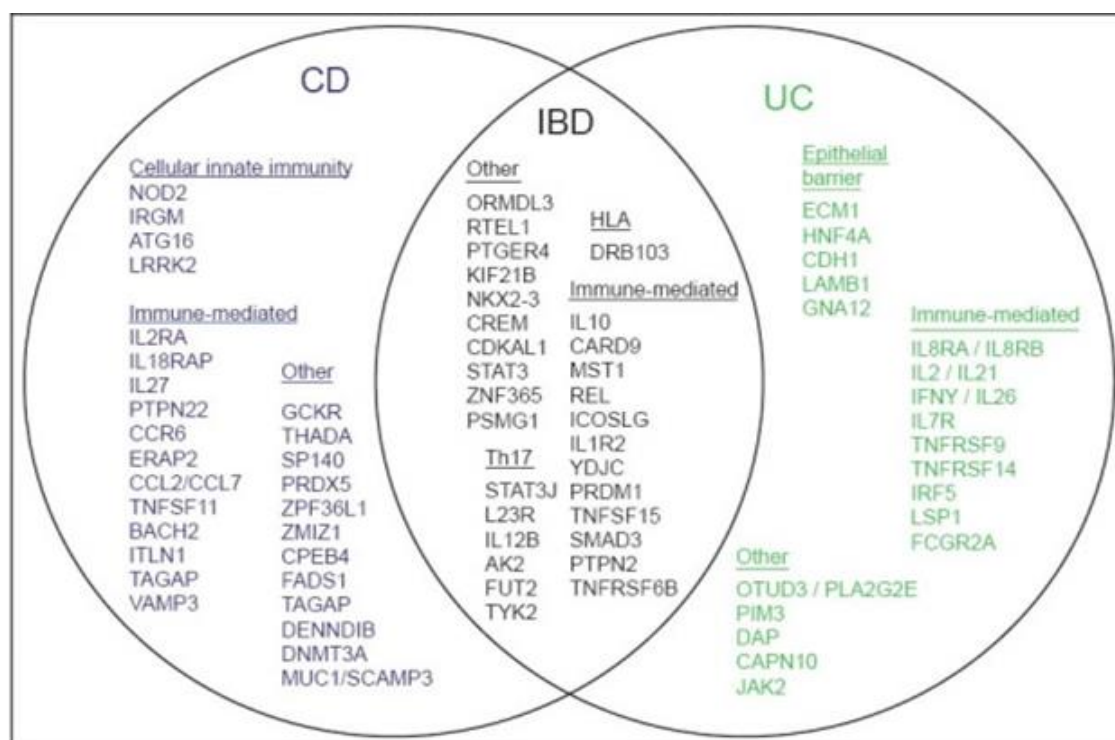 CD
Cellular innate immunity
NOD2
IRGM
ATG16
LRRK2
Immune-mediated
IL2RA
IL18RAP
IL27
PTPN22
CCR6
ERAP2
CCL2/CCL7
TNFSF11
BACH2
ITLN1
TAGAP
VAMP3
Other
GCKR
THADA
SP140
PRDX5
ZPF36L1
ZMIZ1
CPEB4
FADS1
TAGAP
DENNDIB
DNMT3A
MUC1/SCAMP3
IBD
Other
ORMDL3
RTEL1
PTGER4
KIF21B
NKX2-3
CREM
CDKAL1
STAT3
ZNF365
PSMG1
Th17
STAT3J
L23R
IL12B
AK2
FUT2
TYK2
HLA
DRB103
Immune-mediated
IL10
CARD9
MST1
REL
ICOSLG
IL1R2
YDJC
PRDM1
TNFSF15
SMAD3
PTPN2
TNFRSF6B
UC
Epithelial
barrier
ECM1
HNF4A
CDH1
LAMB1
GNA12
Immune-mediated
IL8RA / IL8RB
IL2 / IL21
IFNY / IL26
IL7R
TNFRSF9
TNFRSF14
IRF5
LSP1
FCGR2A
Other
OTUD3 / PLA2G2E
PIM3
DAP
CAPN10
JAK2